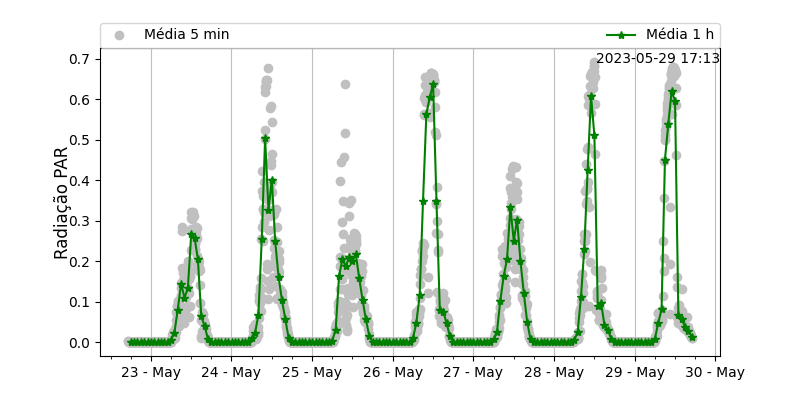 Média 5 min
Média 1 h
2023-05-29 17:13
Radiação PAR
0.7
0.6
0.5
0.4
0.3
0.2
0.1
0.0
23 - May
24 - May
25 - May
26 - May
27 - May
28 - May
29 - May
30 - May